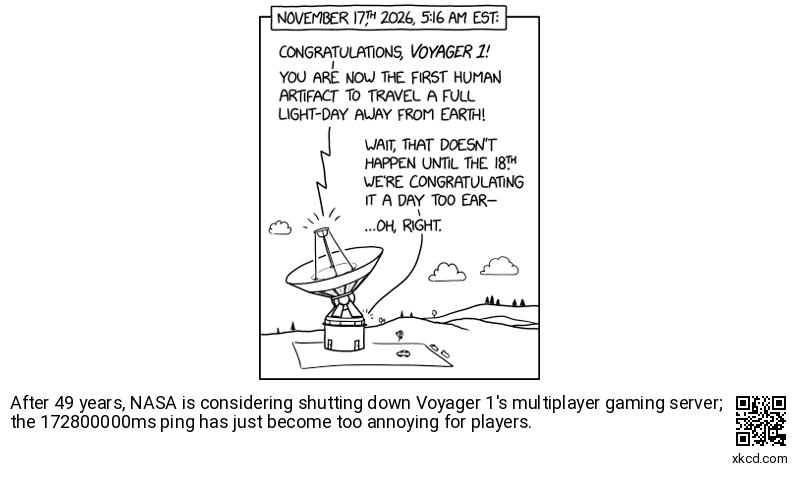 NOVEMBER 17TH 2026, 5:16 AM EST:
CONGRATULATIONS, VOYAGER 1!
YOU ARE NOW THE FIRST HUMAN
ARTIFACT TO TRAVEL A FULL
LIGHT-DAY AWAY FROM EARTH!
WAIT, THAT DOESN'T
HAPPEN UNTIL THE 18TH.
WE'RE CONGRATULATING
IT A DAY TOO EAR—
...OH, RIGHT.
After 49 years, NASA is considering shutting down Voyager 1's multiplayer gaming server;
the 172800000ms ping has just become too annoying for players.
xkcd.com